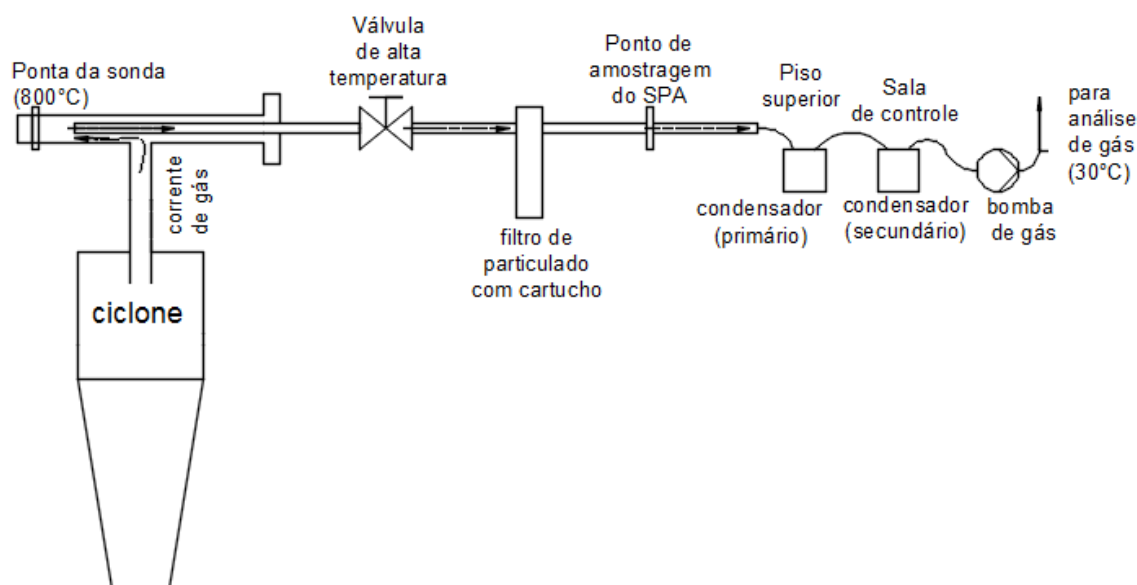 Ponta da sonda
(800°C)
Válvula
de alta
temperatura
Ponto de
amostragem
do SPA
Piso
superior
Sala
de controle
para
análise
de gás
(30°C)
corrente
de gás
filtro de
particulado
com cartucho
condensador
(primário)
condensador
(secundário)
bomba
de gás
ciclone